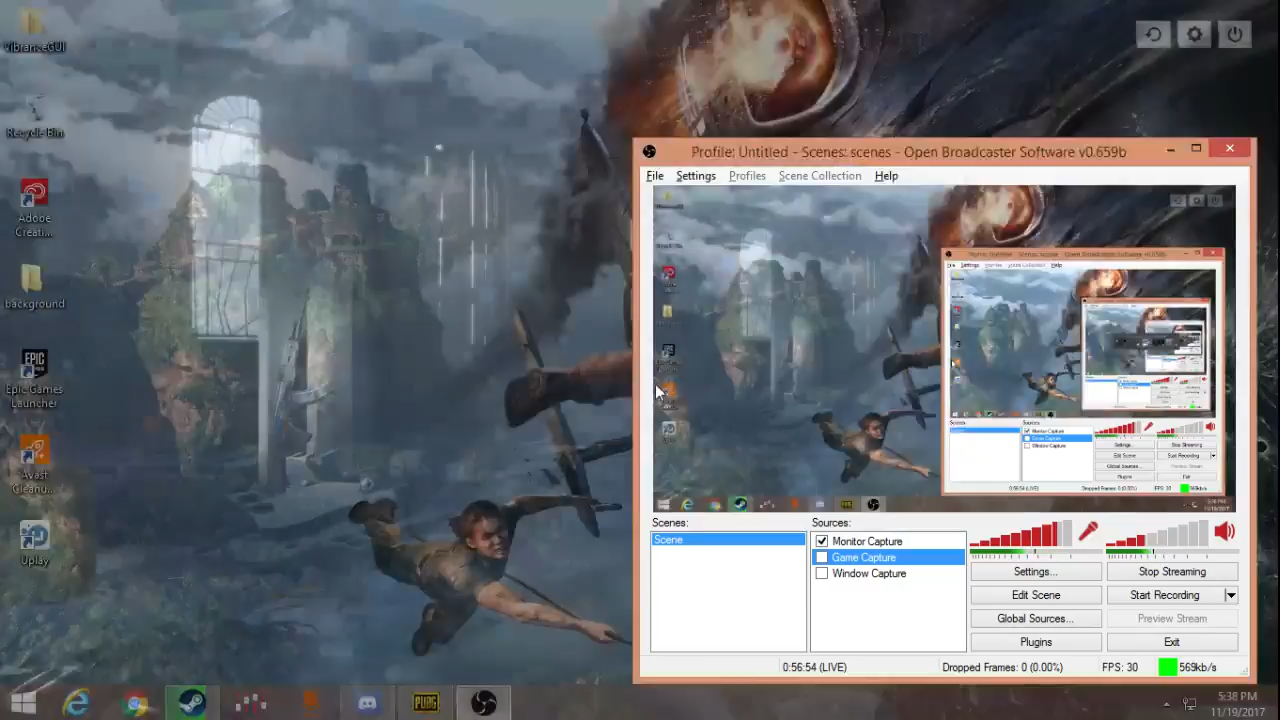 VibranceGUI
Recycle Bin
Adobe
Creati...
background
EPIC
GAMES
Epic Games
Launcher
Avast
Cleanu...
Uplay
Profile: Untitled - Scenes: scenes - Open Broadcaster Software v0.659b
File Settings Profiles Scene Collection Help
Scenes:
Scene
Sources:
Monitor Capture
Game Capture
Window Capture
Settings...
Stop Streaming
Edit Scene
Start Recording
Global Sources...
Preview Stream
Plugins
Exit
0:56:54 (LIVE)
Dropped Frames: 0 (0.00%)
FPS: 30
569kb/s
PUBG
5:38 PM
11/19/2017